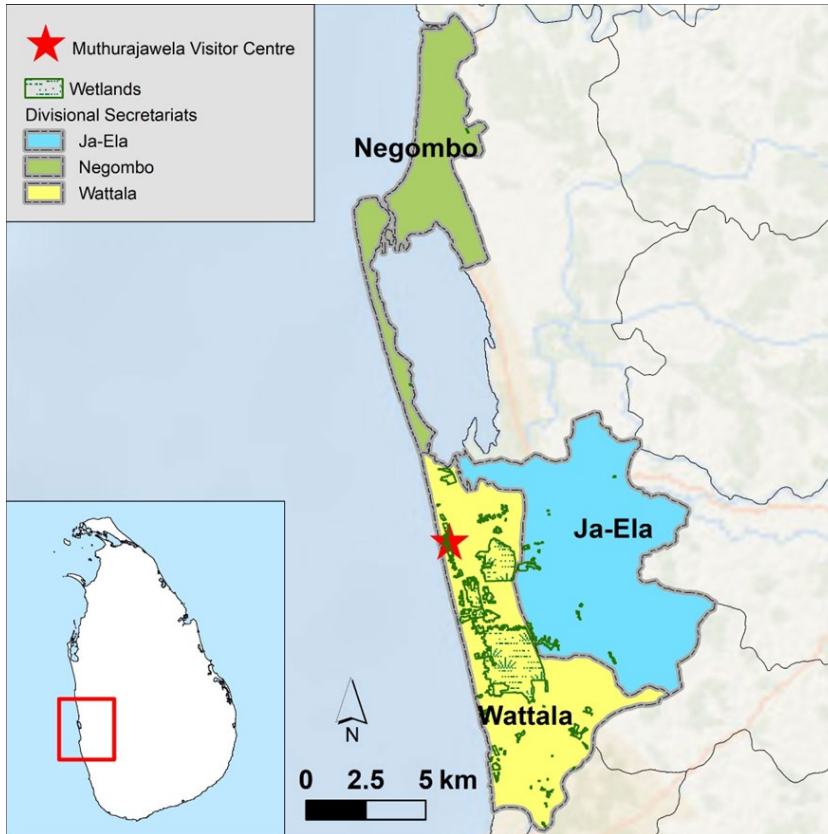 Muthurajawela Visitor Centre
Wetlands
Divisional Secretariats
Ja-Ela
Negombo
Wattala
Negombo
Ja-Ela
Wattala
N
0 2.5 5 km